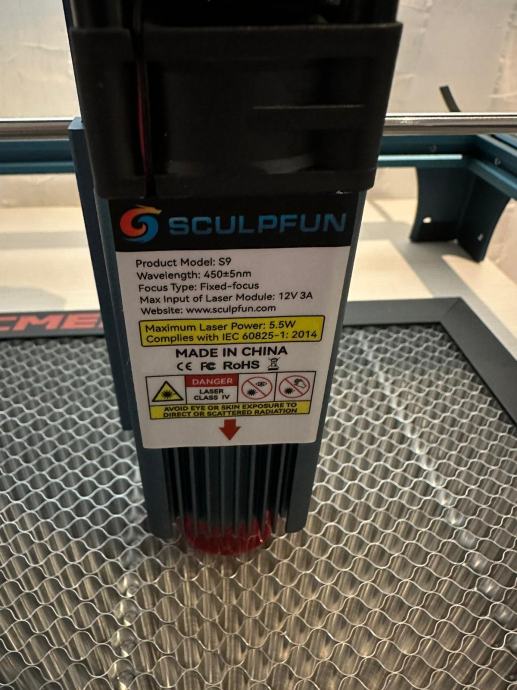 SCULPFUN
Product Model: S9
Wavelength: 450±5nm
Focus Type: Fixed-focus
Max Input of Laser Module: 12V 3A
Website: www.sculpfun.com
Maximum Laser Power: 5.5W
Complies with IEC 60825-1: 2014
MADE IN CHINA
CE FC RoHS
DANGER
LASER
CLASS IV
AVOID EYE OR SKIN EXPOSURE TO
DIRECT OR SCATTERED RADIATION